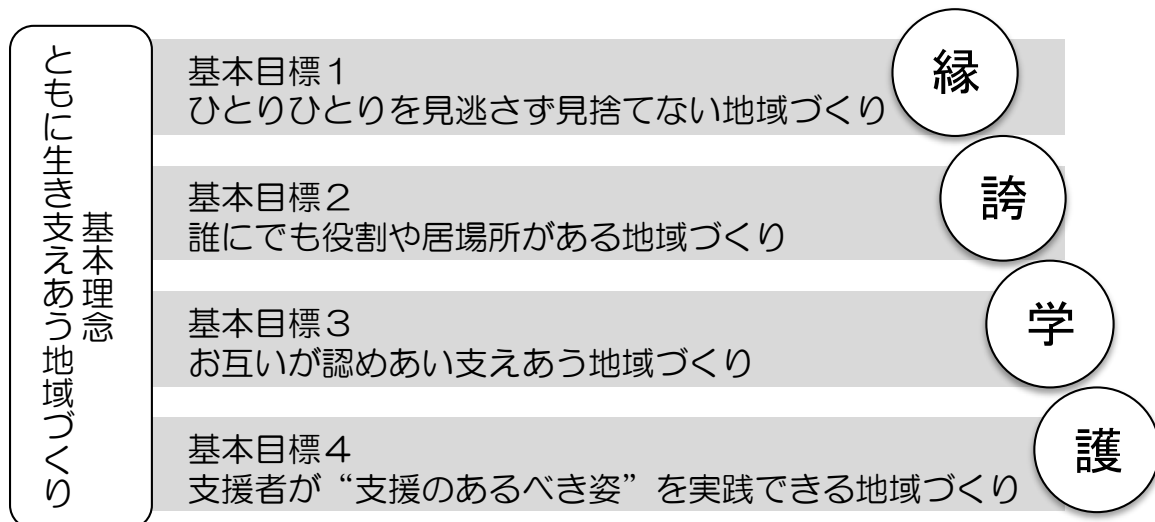 基本理念
ともに生き支えあう地域づくり
基本目標１
ひとりひとりを見逃さず見捨てない地域づくり
縁
基本目標２
誰にでも役割や居場所がある地域づくり
誇
基本目標３
お互いが認めあい支えあう地域づくり
学
基本目標４
支援者が“支援のあるべき姿”を実践できる地域づくり
護